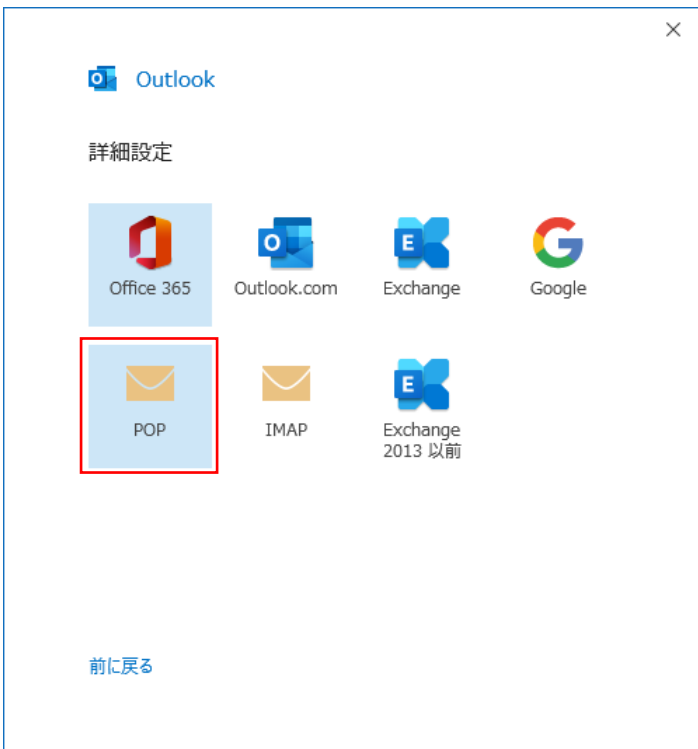 Outlook
詳細設定
Office 365
Outlook.com
Exchange
Google
POP
IMAP
Exchange
2013 以前
前に戻る